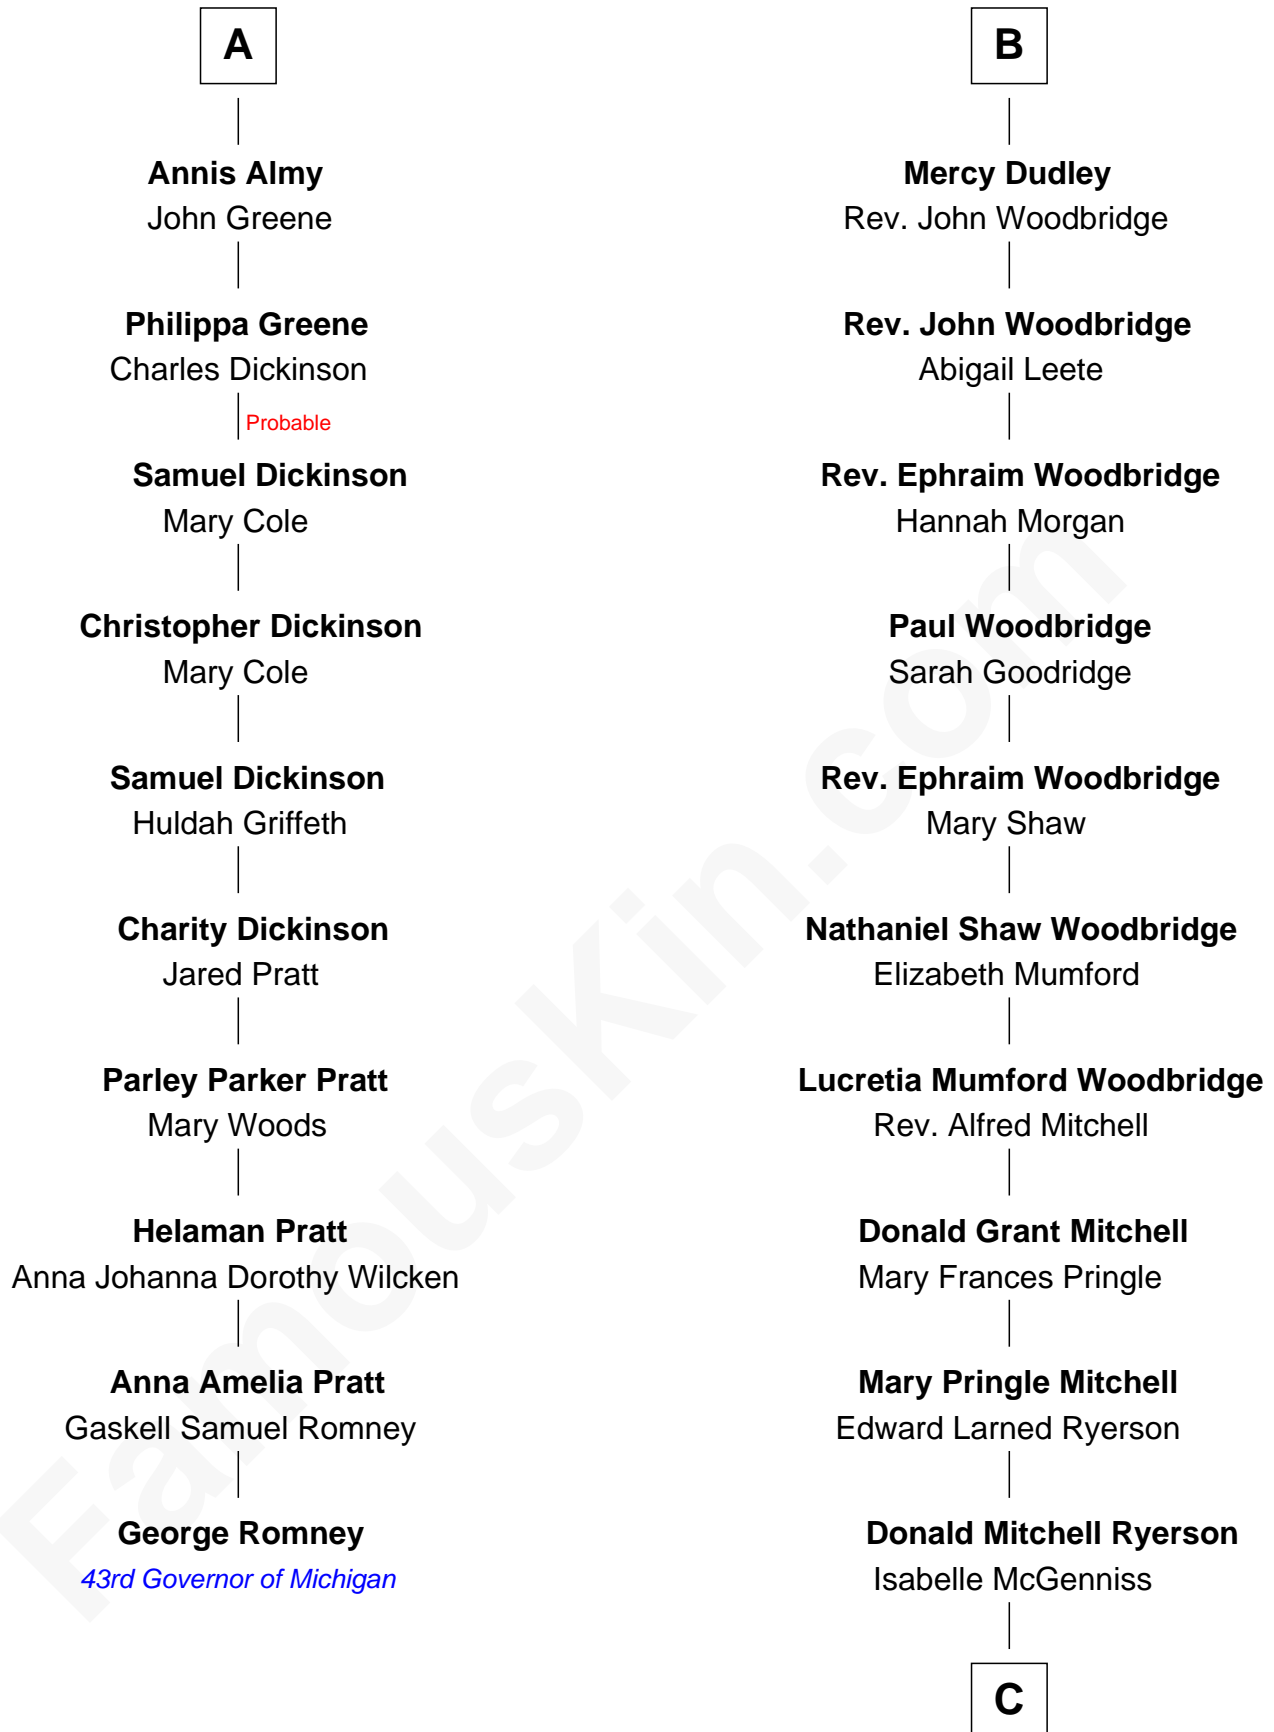 A
Annis Almy
John Greene
Philippa Greene
Charles Dickinson
Probable
Samuel Dickinson
Mary Cole
Christopher Dickinson
Mary Cole
Samuel Dickinson
Huldah Griffeth
Charity Dickinson
Jared Pratt
Parley Parker Pratt
Mary Woods
Helaman Pratt
Anna Johanna Dorothy Wilcken
Anna Amelia Pratt
Gaskell Samuel Romney
George Romney
43rd Governor of Michigan
B
Mercy Dudley
Rev. John Woodbridge
Rev. John Woodbridge
Abigail Leete
Rev. Ephraim Woodbridge
Hannah Morgan
Paul Woodbridge
Sarah Goodridge
Rev. Ephraim Woodbridge
Mary Shaw
Nathaniel Shaw Woodbridge
Elizabeth Mumford
Lucretia Mumford Woodbridge
Rev. Alfred Mitchell
Donald Grant Mitchell
Mary Frances Pringle
Mary Pringle Mitchell
Edward Larned Ryerson
Donald Mitchell Ryerson
Isabelle McGenniss
C
FamousKin.com